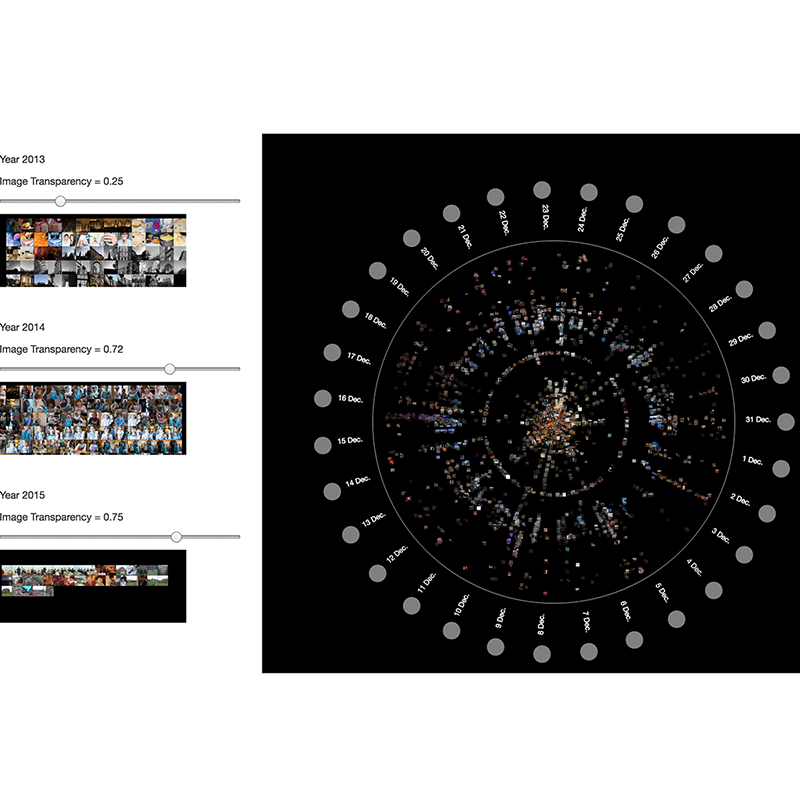 Year 2013
Image Transparency = 0.25
Year 2014
Image Transparency = 0.72
Year 2015
Image Transparency = 0.75
1 Dec.
2 Dec.
3 Dec.
4 Dec.
5 Dec.
6 Dec.
7 Dec.
8 Dec.
9 Dec.
10 Dec.
11 Dec.
12 Dec.
13 Dec.
14 Dec.
15 Dec.
16 Dec.
17 Dec.
18 Dec.
19 Dec.
20 Dec.
21 Dec.
22 Dec.
23 Dec.
24 Dec.
25 Dec.
26 Dec.
27 Dec.
28 Dec.
29 Dec.
30 Dec.
31 Dec.